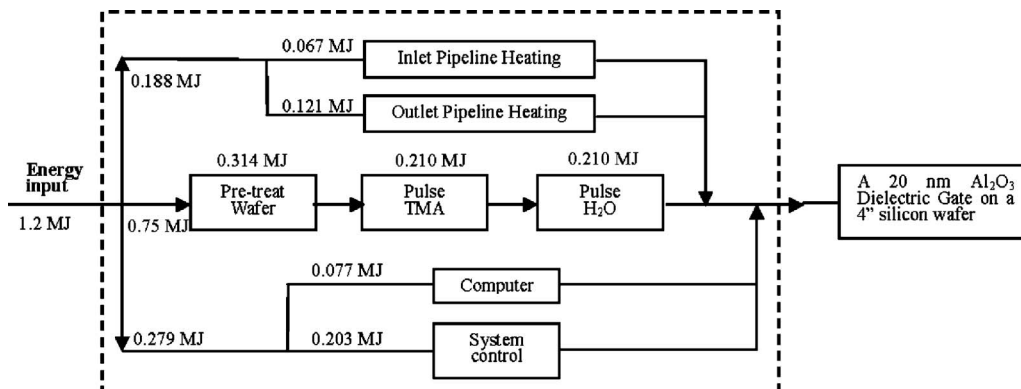 0.067 MJ
Inlet Pipeline Heating
0.188 MJ
0.121 MJ
Outlet Pipeline Heating
Energy
input
1.2 MJ
0.75 MJ
0.314 MJ
Pre-treat
Wafer
0.210 MJ
Pulse
TMA
0.210 MJ
Pulse
H₂O
A 20 nm Al₂O₃
Dielectric Gate on a
4” silicon wafer
0.077 MJ
Computer
0.279 MJ
0.203 MJ
System
control